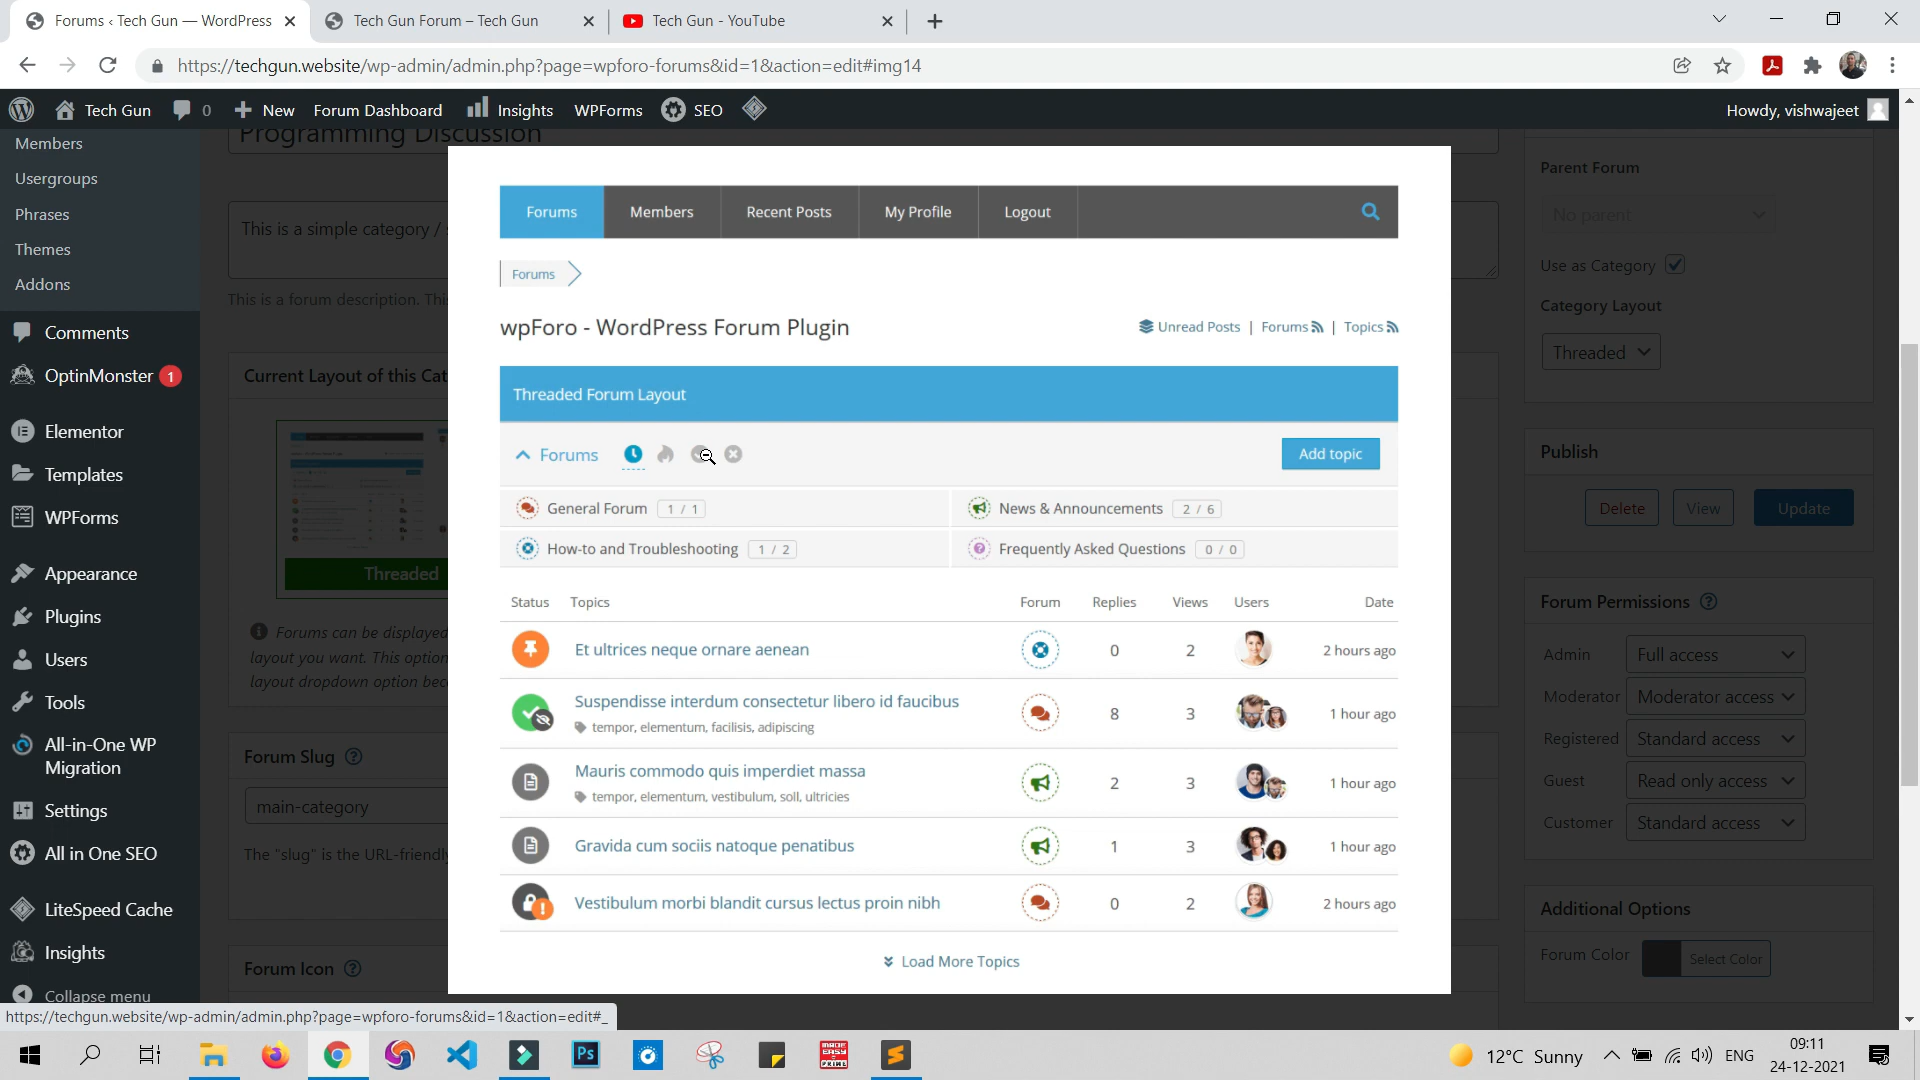 Forums ‹ Tech Gun — WordPress
Tech Gun Forum – Tech Gun
Tech Gun - YouTube
https://techgun.website/wp-admin/admin.php?page=wpforo-forums&id=1&action=edit#img14
Tech Gun
0
New
Forum Dashboard
Insights
WPForms
SEO
Howdy, vishwajeet
Members
Usergroups
Phrases
Themes
Addons
Comments
OptinMonster 1
Elementor
Templates
WPForms
Appearance
Plugins
Users
Tools
All-in-One WP
Migration
Settings
All in One SEO
LiteSpeed Cache
Insights
Collapse menu
Programming Discussion
This is a simple category /
This is a forum description. Thi
Current Layout of this Cat
Threaded
Forums can be displayed
layout you want. This option
layout dropdown option bec
Forum Slug
main-category
The "slug" is the URL-friendly
Forum Icon
Forums
Members
Recent Posts
My Profile
Logout
Forums
wpForo - WordPress Forum Plugin
Unread Posts | Forums | Topics
Threaded Forum Layout
Forums
Add topic
General Forum 1 / 1
News & Announcements 2 / 6
How-to and Troubleshooting 1 / 2
Frequently Asked Questions 0 / 0
Status Topics Forum Replies Views Users Date
Et ultrices neque ornare aenean 0 2 2 hours ago
Suspendisse interdum consectetur libero id faucibus 8 3 1 hour ago
tempor, elementum, facilisis, adipiscing
Mauris commodo quis imperdiet massa 2 3 1 hour ago
tempor, elementum, vestibulum, soll, ultricies
Gravida cum sociis natoque penatibus 1 3 1 hour ago
Vestibulum morbi blandit cursus lectus proin nibh 0 2 2 hours ago
Load More Topics
Parent Forum
No parent
Use as Category
Category Layout
Threaded
Publish
Delete
View
Update
Forum Permissions
Admin Full access
Moderator Moderator access
Registered Standard access
Guest Read only access
Customer Standard access
Additional Options
Forum Color Select Color
https://techgun.website/wp-admin/admin.php?page=wpforo-forums&id=1&action=edit#_
Ps
MADE
EASY
PRIME
12°C Sunny
ENG
09:11
24-12-2021